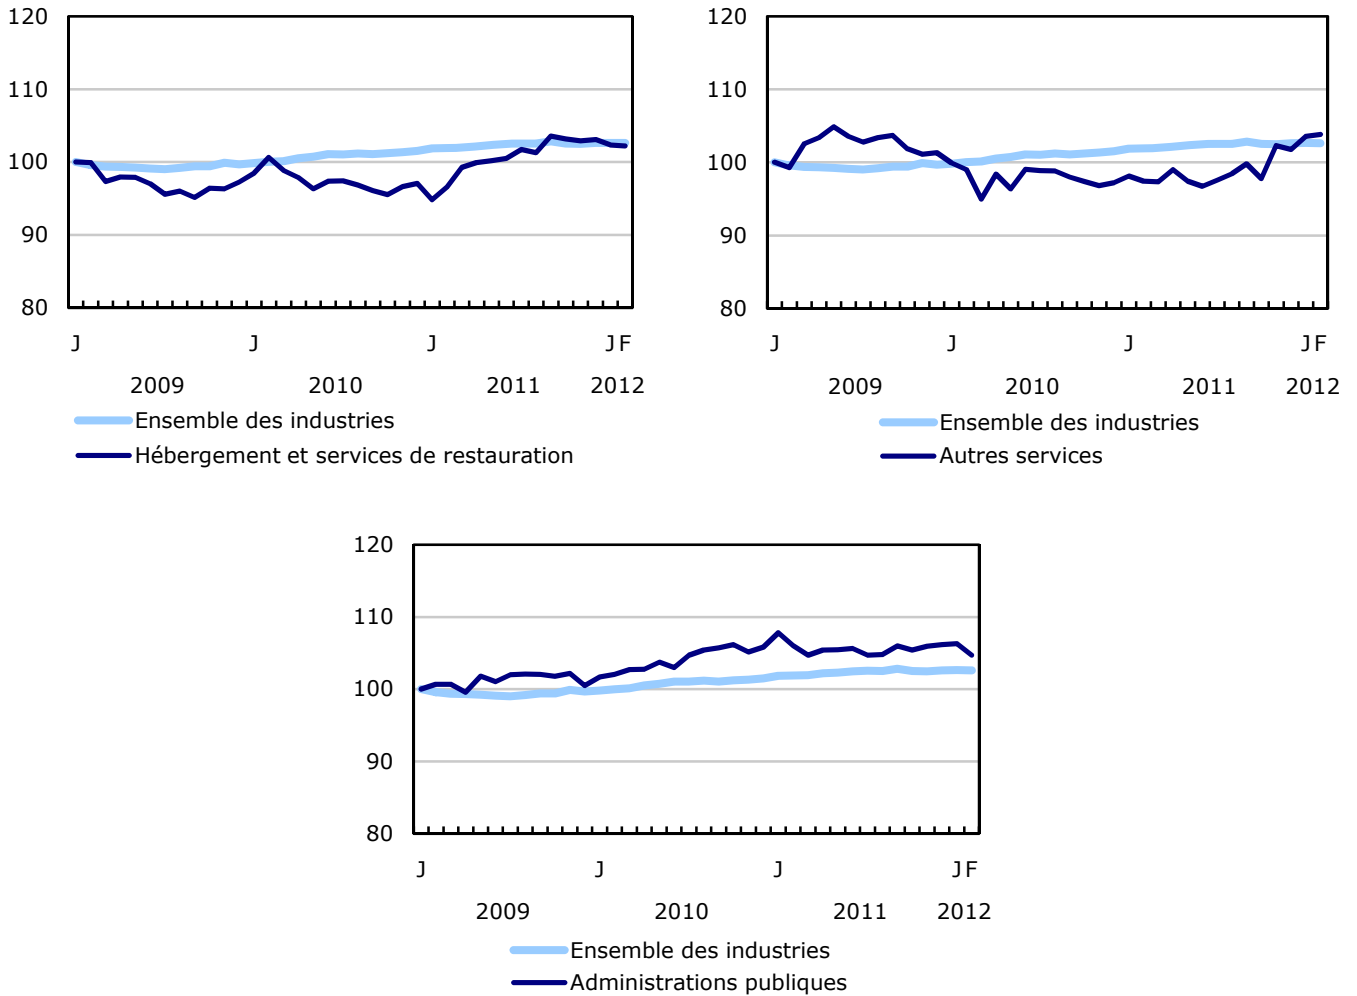 120
110
100
90
80
J J J J F
2009 2010 2011 2012
Ensemble des industries
Hébergement et services de restauration
120
110
100
90
80
J J J J F
2009 2010 2011 2012
Ensemble des industries
Autres services
120
110
100
90
80
J J J J F
2009 2010 2011 2012
Ensemble des industries
Administrations publiques